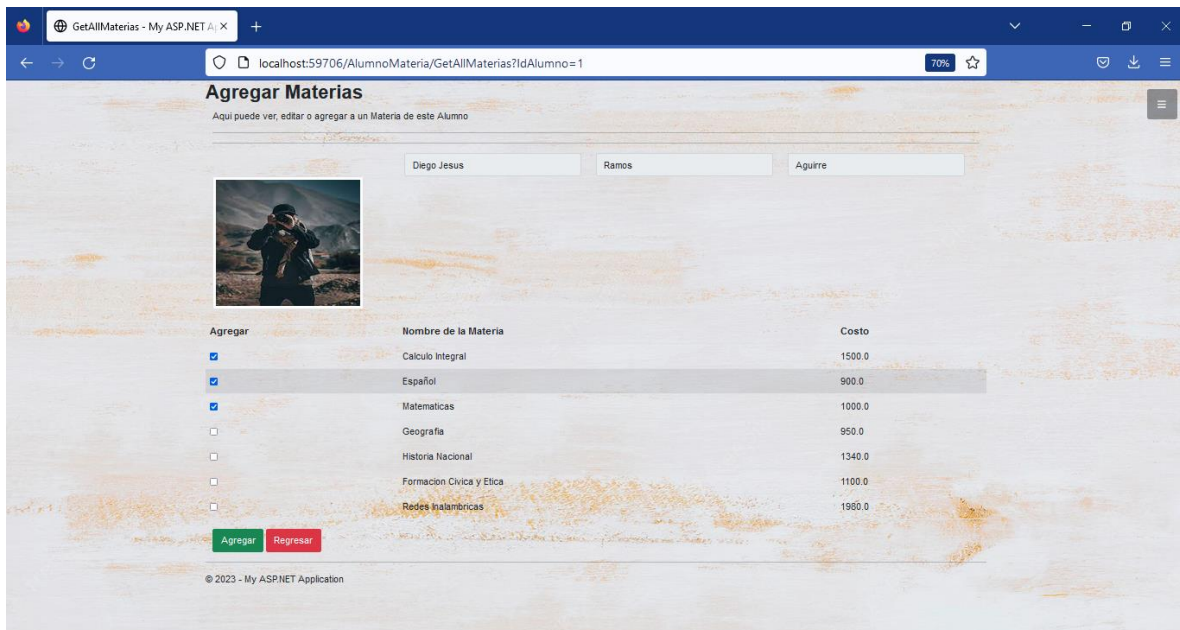 GetAllMaterias - My ASP.NET A
localhost:59706/AlumnoMateria/GetAllMaterias?IdAlumno=1
70%
Agregar Materias
Aqui puede ver, editar o agregar a un Materia de este Alumno
Diego Jesus Ramos Aguirre
Agregar Nombre de la Materia Costo
Calculo Integral 1500.0
Español 900.0
Matematicas 1000.0
Geografia 950.0
Historia Nacional 1340.0
Formacion Civica y Etica 1100.0
Redes Inalambricas 1980.0
Agregar Regresar
© 2023 - My ASP.NET Application